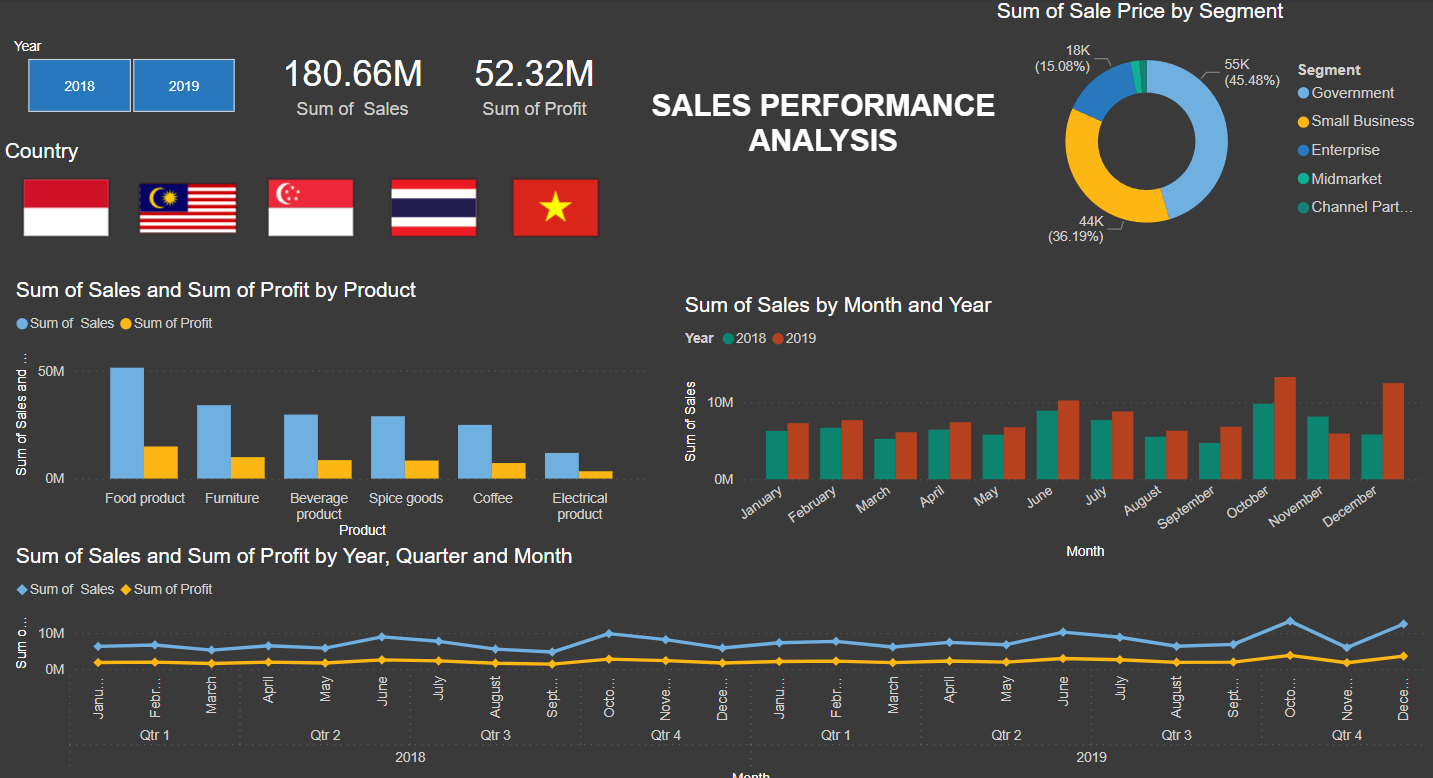 Year
2018
2019
180.66M
Sum of Sales
52.32M
Sum of Profit
SALES PERFORMANCE
ANALYSIS
Country
Sum of Sale Price by Segment
18K
(15.08%)
55K
(45.48%)
44K
(36.19%)
Segment
Government
Small Business
Enterprise
Midmarket
Channel Part...
Sum of Sales and Sum of Profit by Product
Sum of Sales
Sum of Profit
Sum of Sales and ...
50M
0M
Food product
Furniture
Beverage
product
Spice goods
Coffee
Electrical
product
Product
Sum of Sales by Month and Year
Year 2018 2019
Sum of Sales
10M
0M
January
February
March
April
May
June
July
August
September
October
November
December
Month
Sum of Sales and Sum of Profit by Year, Quarter and Month
Sum of Sales
Sum of Profit
Sum o...
10M
0M
Janu...
Febr...
March
April
May
June
July
August
Sept...
Octo...
Nove...
Dece...
Janu...
Febr...
March
April
May
June
July
August
Sept...
Octo...
Nove...
Dece...
Qtr 1
Qtr 2
Qtr 3
Qtr 4
Qtr 1
Qtr 2
Qtr 3
Qtr 4
2018
2019
Month